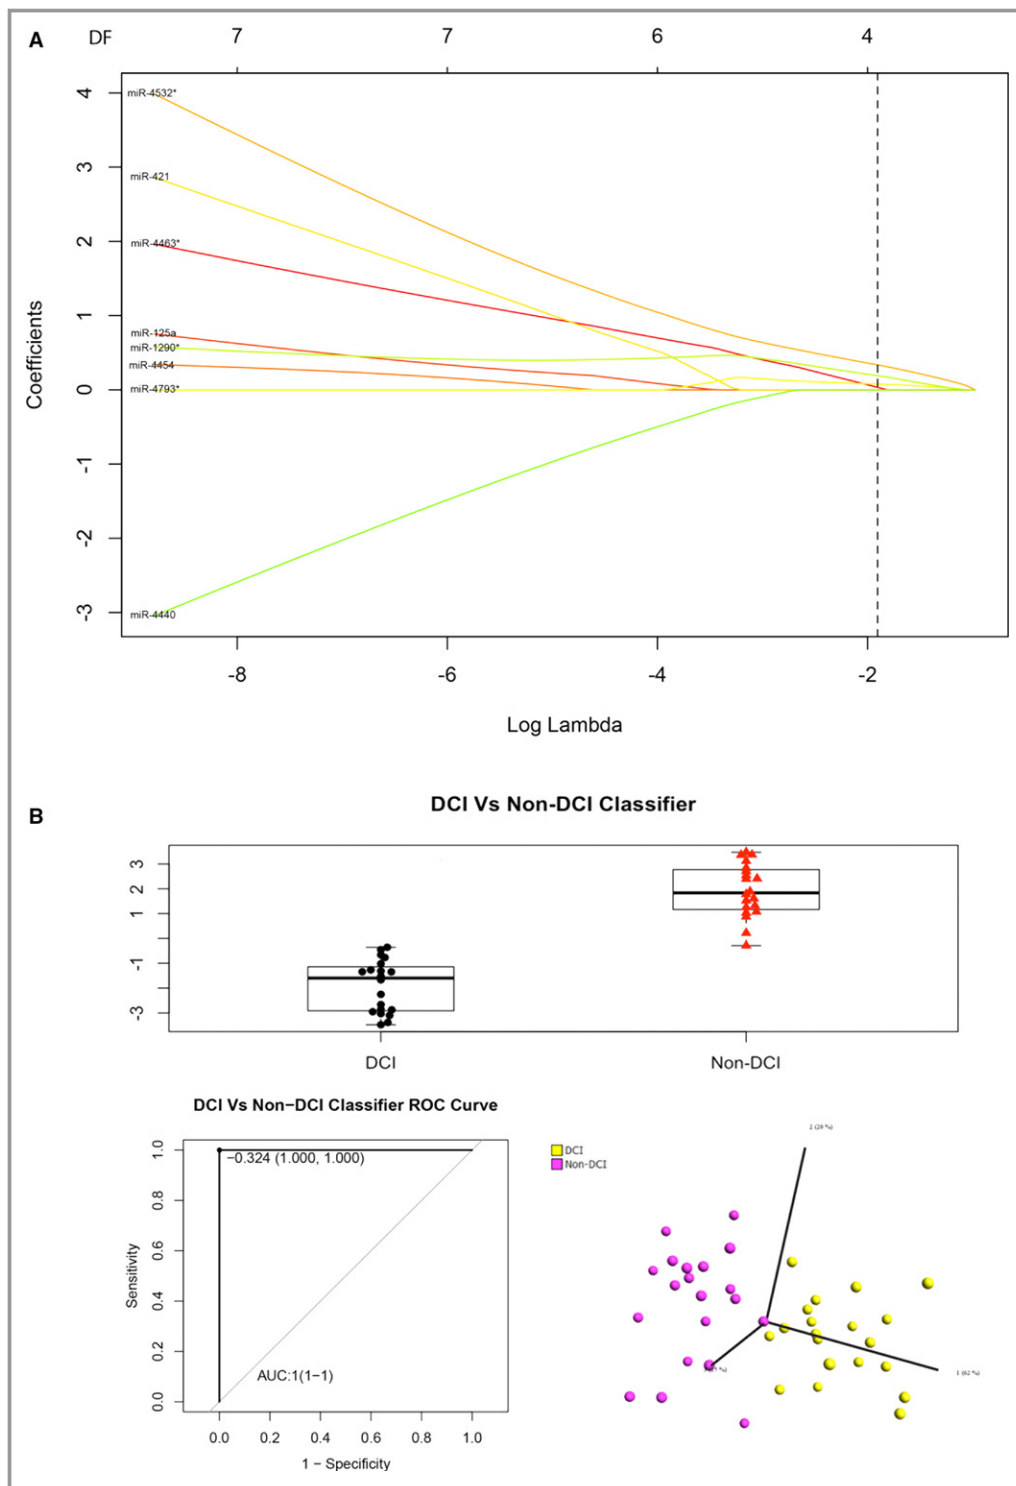 A
DF 7 7 6 4
Coefficients
4
3
2
1
0
-1
-2
-3
miR-4532*
miR-421
miR-4463*
miR-125a
miR-1290*
miR-4454
miR-4793*
miR-4440
-8 -6 -4 -2
Log Lambda
B
DCI Vs Non-DCI Classifier
3
2
1
-1
-3
DCI Non-DCI
DCI Vs Non−DCI Classifier ROC Curve
Sensitivity
1.0
0.8
0.6
0.4
0.2
0.0
−0.324 (1.000, 1.000)
AUC:1(1−1)
0.0 0.2 0.4 0.6 0.8 1.0
1 − Specificity
DCI
Non-DCI
2 (20 %)
1 (62 %)